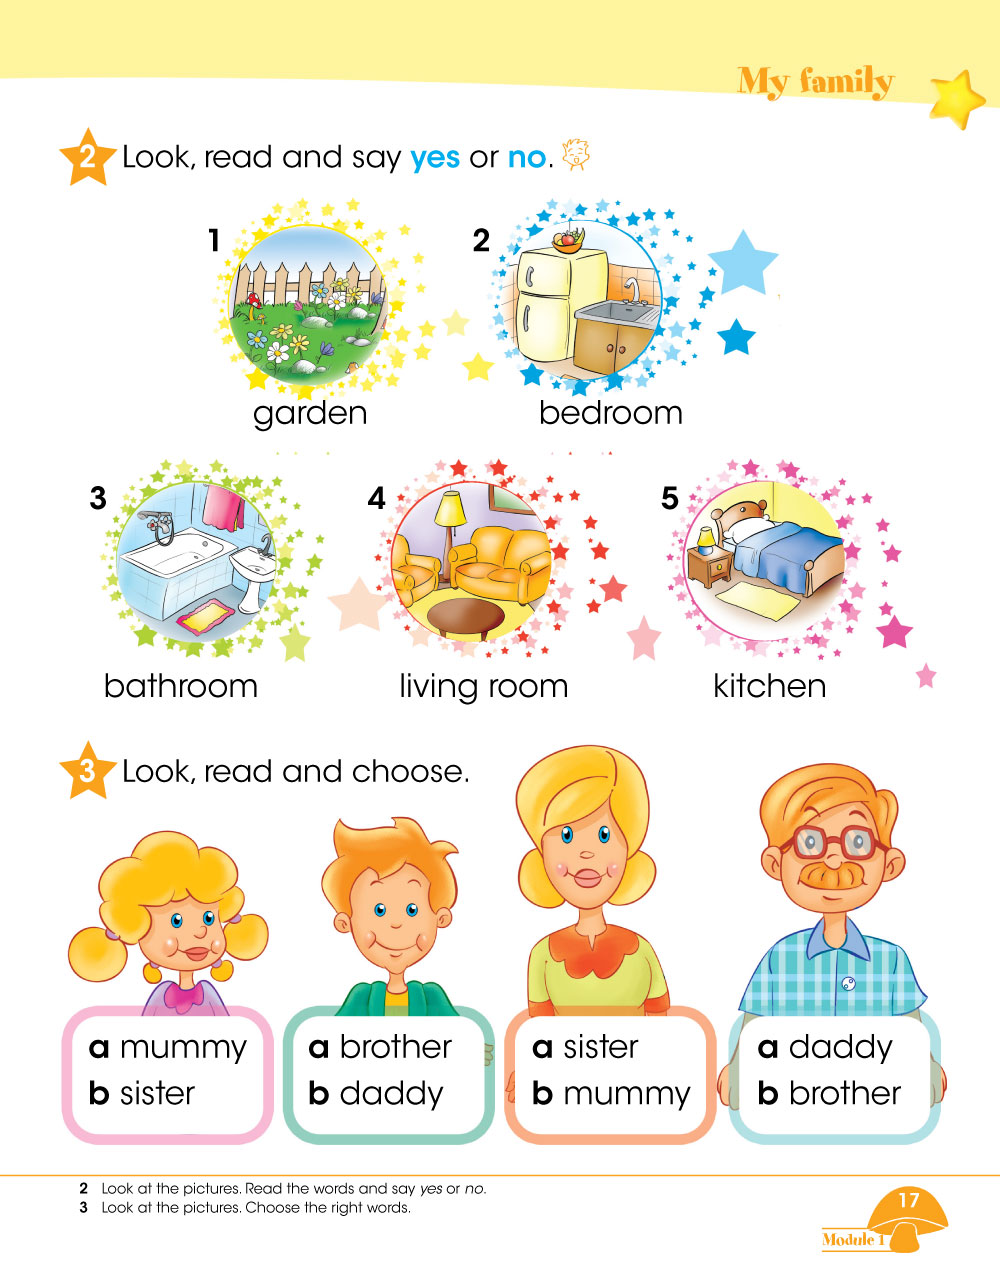 My family
2 Look, read and say yes or no.
1
2
garden
bedroom
3
4
5
bathroom
living room
kitchen
3 Look, read and choose.
a mummy
b sister
a brother
b daddy
a sister
b mummy
a daddy
b brother
2 Look at the pictures. Read the words and say yes or no.
3 Look at the pictures. Choose the right words.
17
Module 1